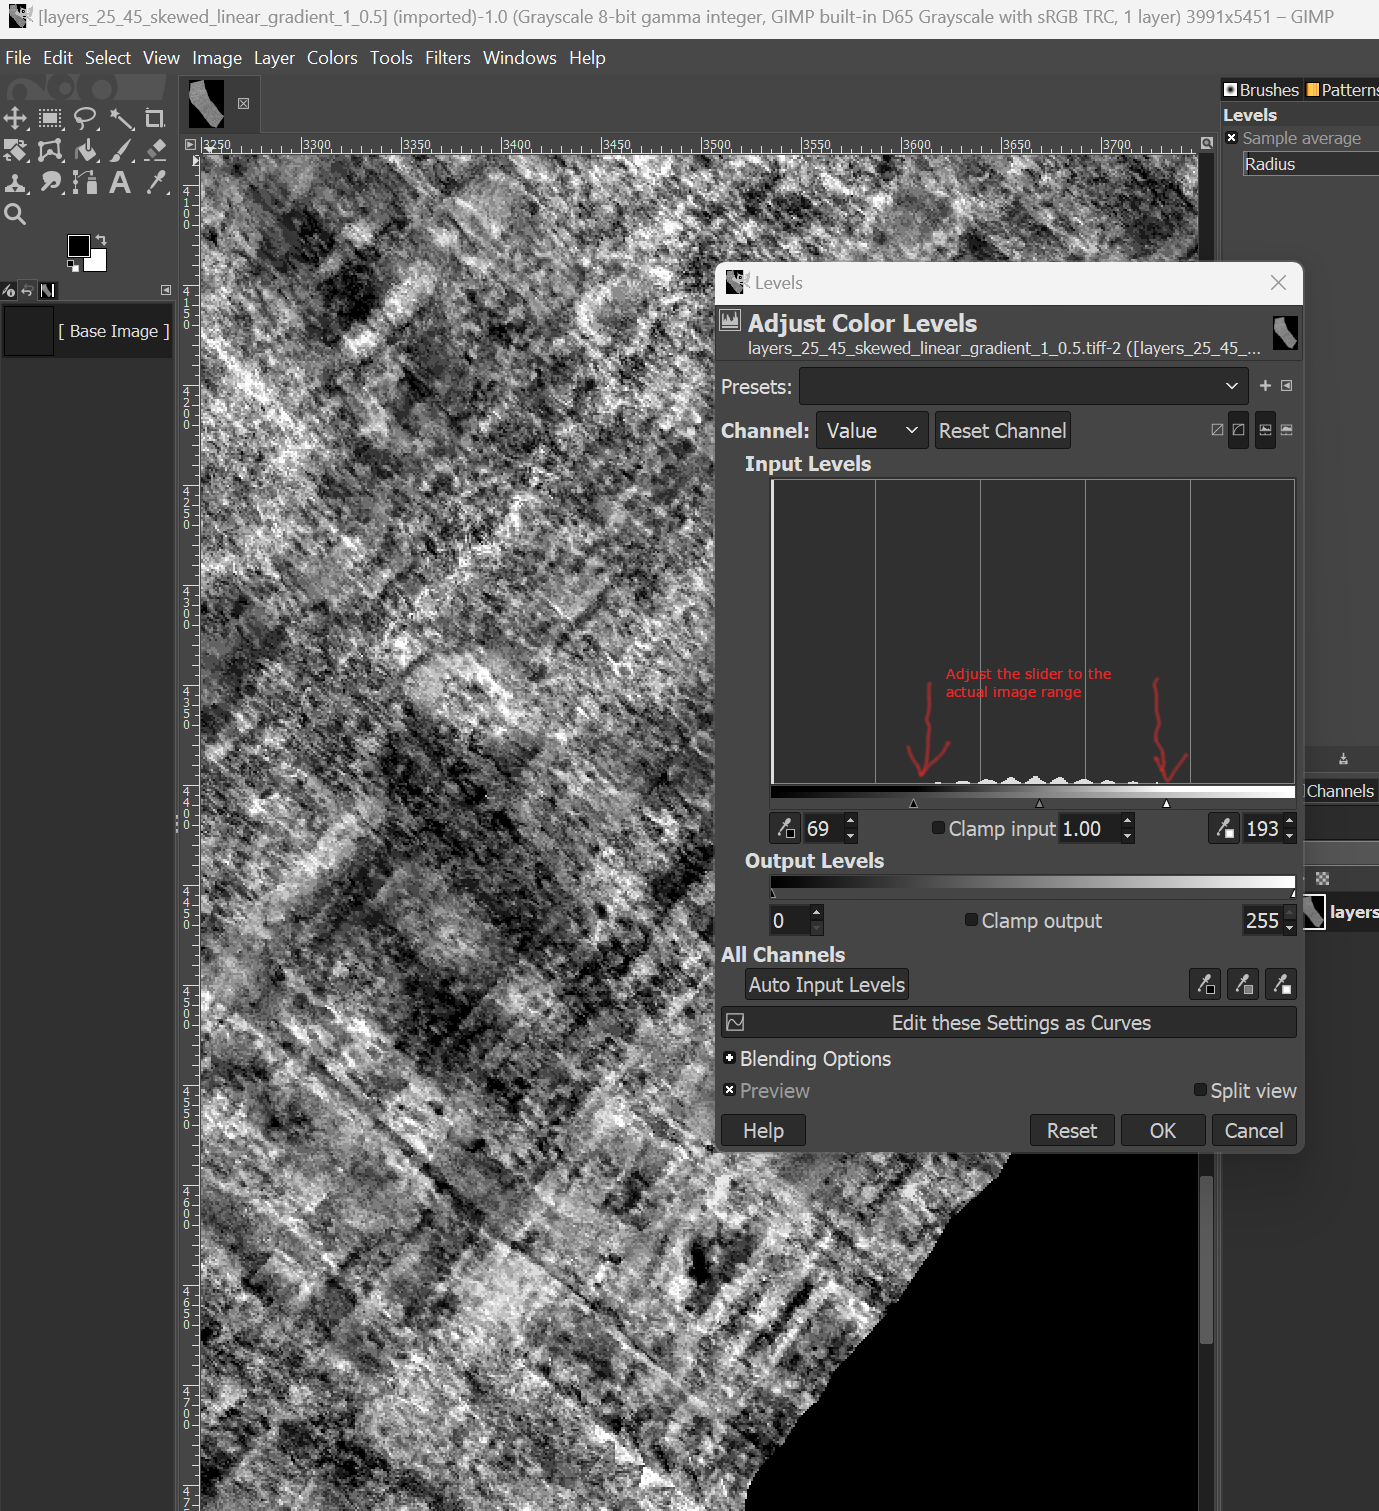 [layers_25_45_skewed_linear_gradient_1_0.5] (imported)-1.0 (Grayscale 8-bit gamma integer, GIMP built-in D65 Grayscale with sRGB TRC, 1 layer) 3991x5451 – GIMP
File Edit Select View Image Layer Colors Tools Filters Windows Help
Brushes Patterns
Levels
Sample average
Radius
3250 3300 3350 3400 3450 3500 3550 3600 3650 3700
4100
4150
4200
4250
4300
4350
4400
4450
4500
4550
4600
4650
4700
[ Base Image ]
Levels
Adjust Color Levels
layers_25_45_skewed_linear_gradient_1_0.5.tiff-2 ([layers_25_45_...
Presets:
Channel: Value Reset Channel
Input Levels
Adjust the slider to the
actual image range
69 Clamp input 1.00 193
Output Levels
0 Clamp output 255
All Channels
Auto Input Levels
Edit these Settings as Curves
Blending Options
Preview Split view
Help Reset OK Cancel
Channels
layers